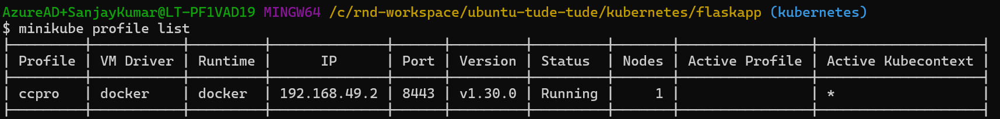 AzureAD+SanjayKumar@LT-PF1VAD19 MINGW64 /c/rnd-workspace/ubuntu-tude-tude/kubernetes/flaskapp (kubernetes)
$ minikube profile list
| Profile | VM Driver | Runtime | IP | Port | Version | Status | Nodes | Active Profile | Active Kubecontext |
| ccpro | docker | docker | 192.168.49.2 | 8443 | v1.30.0 | Running | 1 | | * |